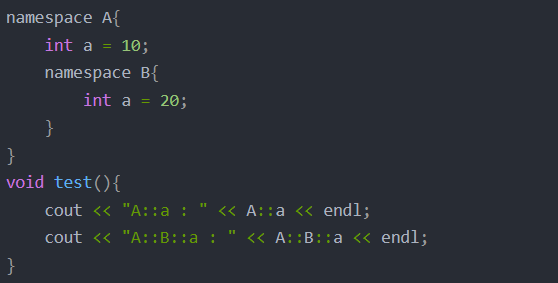 namespace A{
    int a = 10;
    namespace B{
        int a = 20;
    }
}
void test(){
    cout << "A::a : " << A::a << endl;
    cout << "A::B::a : " << A::B::a << endl;
}